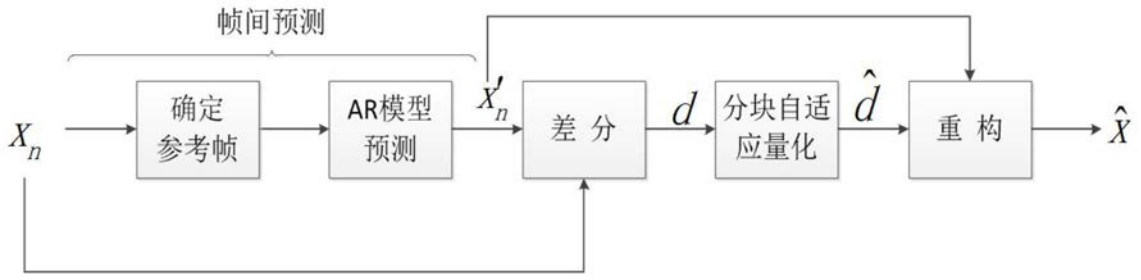 帧间预测
X_n
确定
参考帧
AR模型
预测
X'_n
差 分
d
分块自适
应量化
d̂
重 构
X̂